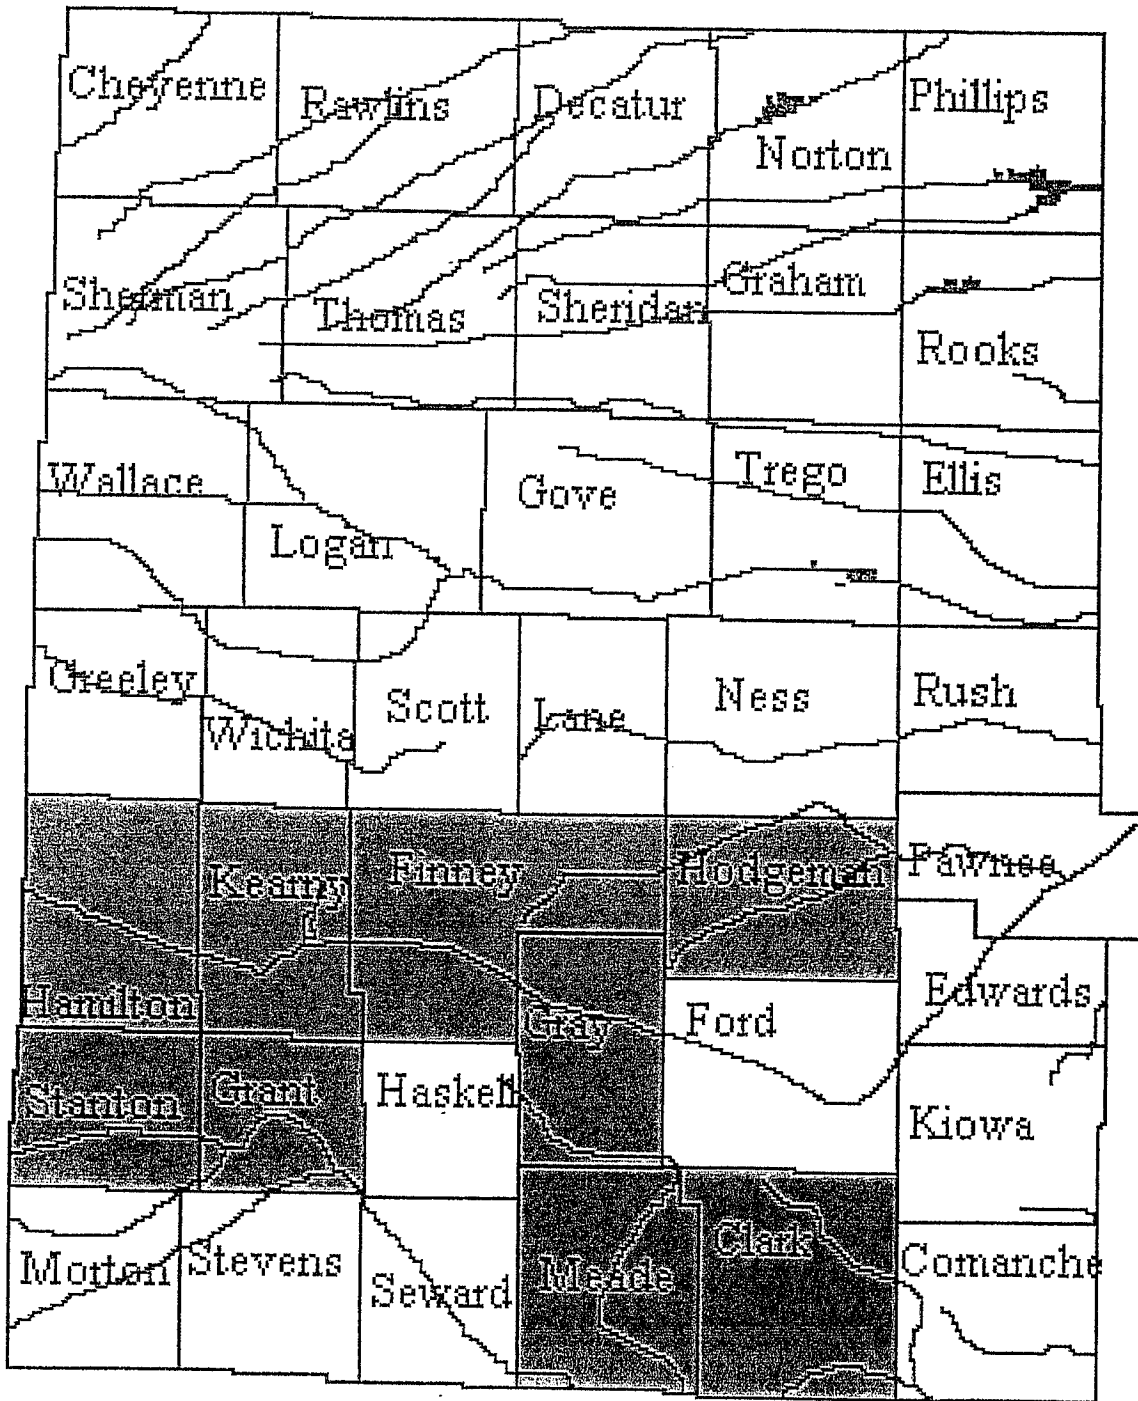 Cheyenne
Rawlins
Decatur
Norton
Phillips
Sherman
Thomas
Sheridan
Graham
Rooks
Wallace
Logan
Gove
Trego
Ellis
Greeley
Wichita
Scott
Lane
Ness
Rush
Hamilton
Kearny
Finney
Hodgeman
Pawnee
Gray
Ford
Edwards
Stanton
Grant
Haskell
Kiowa
Morton
Stevens
Seward
Meade
Clark
Comanche